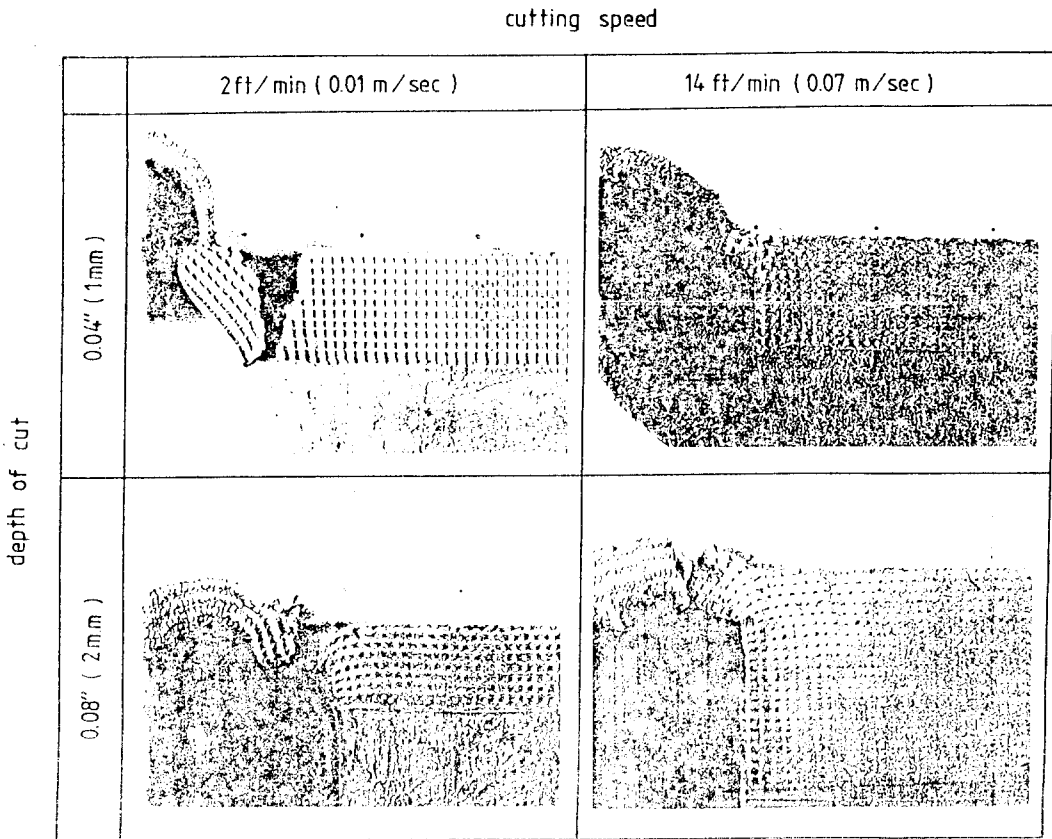 cutting speed
2ft/min ( 0.01 m/sec )
14 ft/min ( 0.07 m/sec )
depth of cut
0.04" ( 1mm )
0.08" ( 2mm )